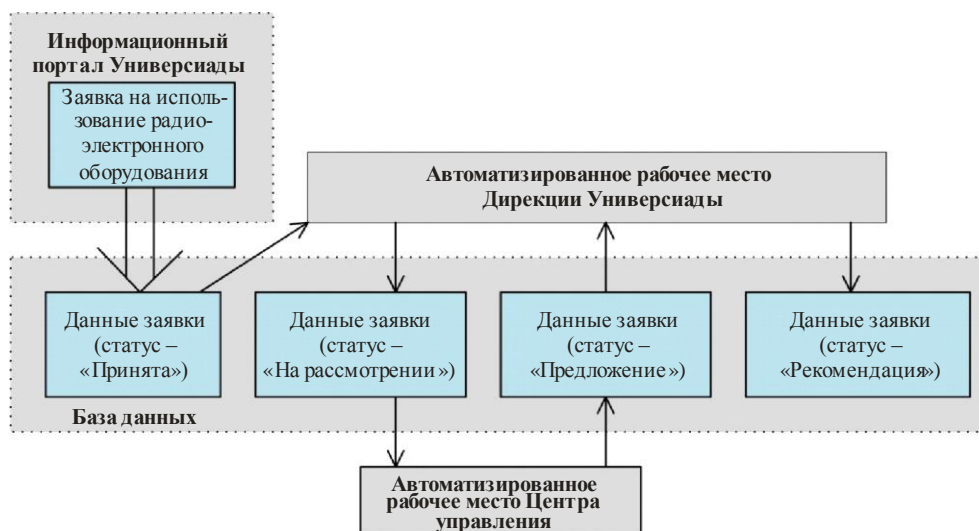 Информационный
портал Универсиады
Заявка на исполь-
зование радио-
электронного
оборудования
Автоматизированное рабочее место
Дирекции Универсиады
Данные заявки
(статус –
«Принята»)
Данные заявки
(статус –
«На рассмотрении»)
Данные заявки
(статус –
«Предложение»)
Данные заявки
(статус –
«Рекомендация»)
База данных
Автоматизированное
рабочее место Центра
управления